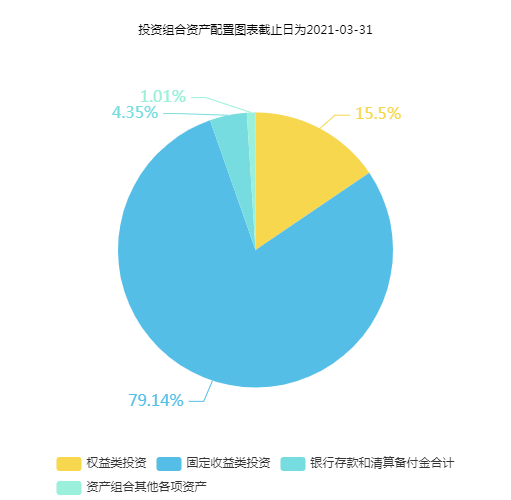 投资组合资产配置图表截止日为2021-03-31
1.01%
4.35%
15.5%
79.14%
权益类投资 固定收益类投资 银行存款和清算备付金合计
资产组合其他各项资产